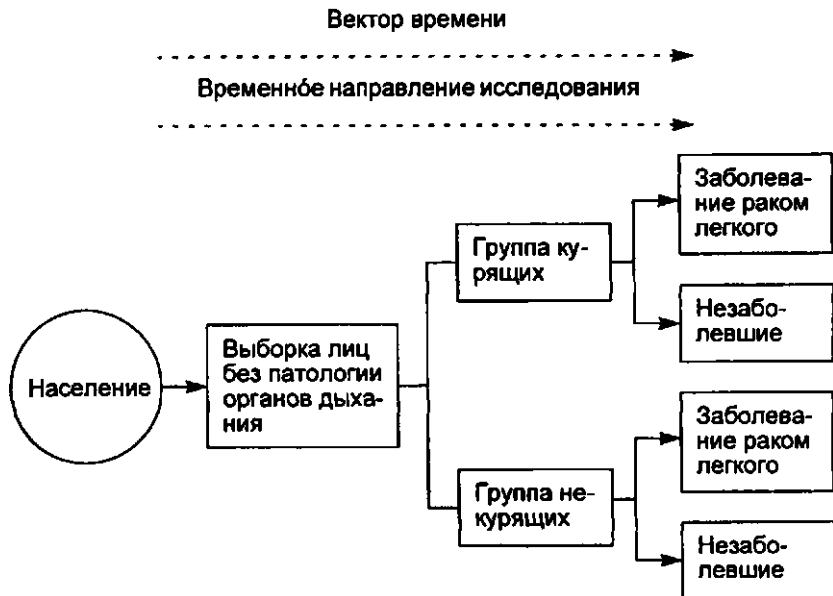 Вектор времени
Временно́е направление исследования
Заболева-
ние раком
легкого
Группа ку-
рящих
Незабо-
левшие
Население
Выборка лиц
без патологии
органов дыха-
ния
Заболева-
ние раком
легкого
Группа не-
курящих
Незабо-
левшие